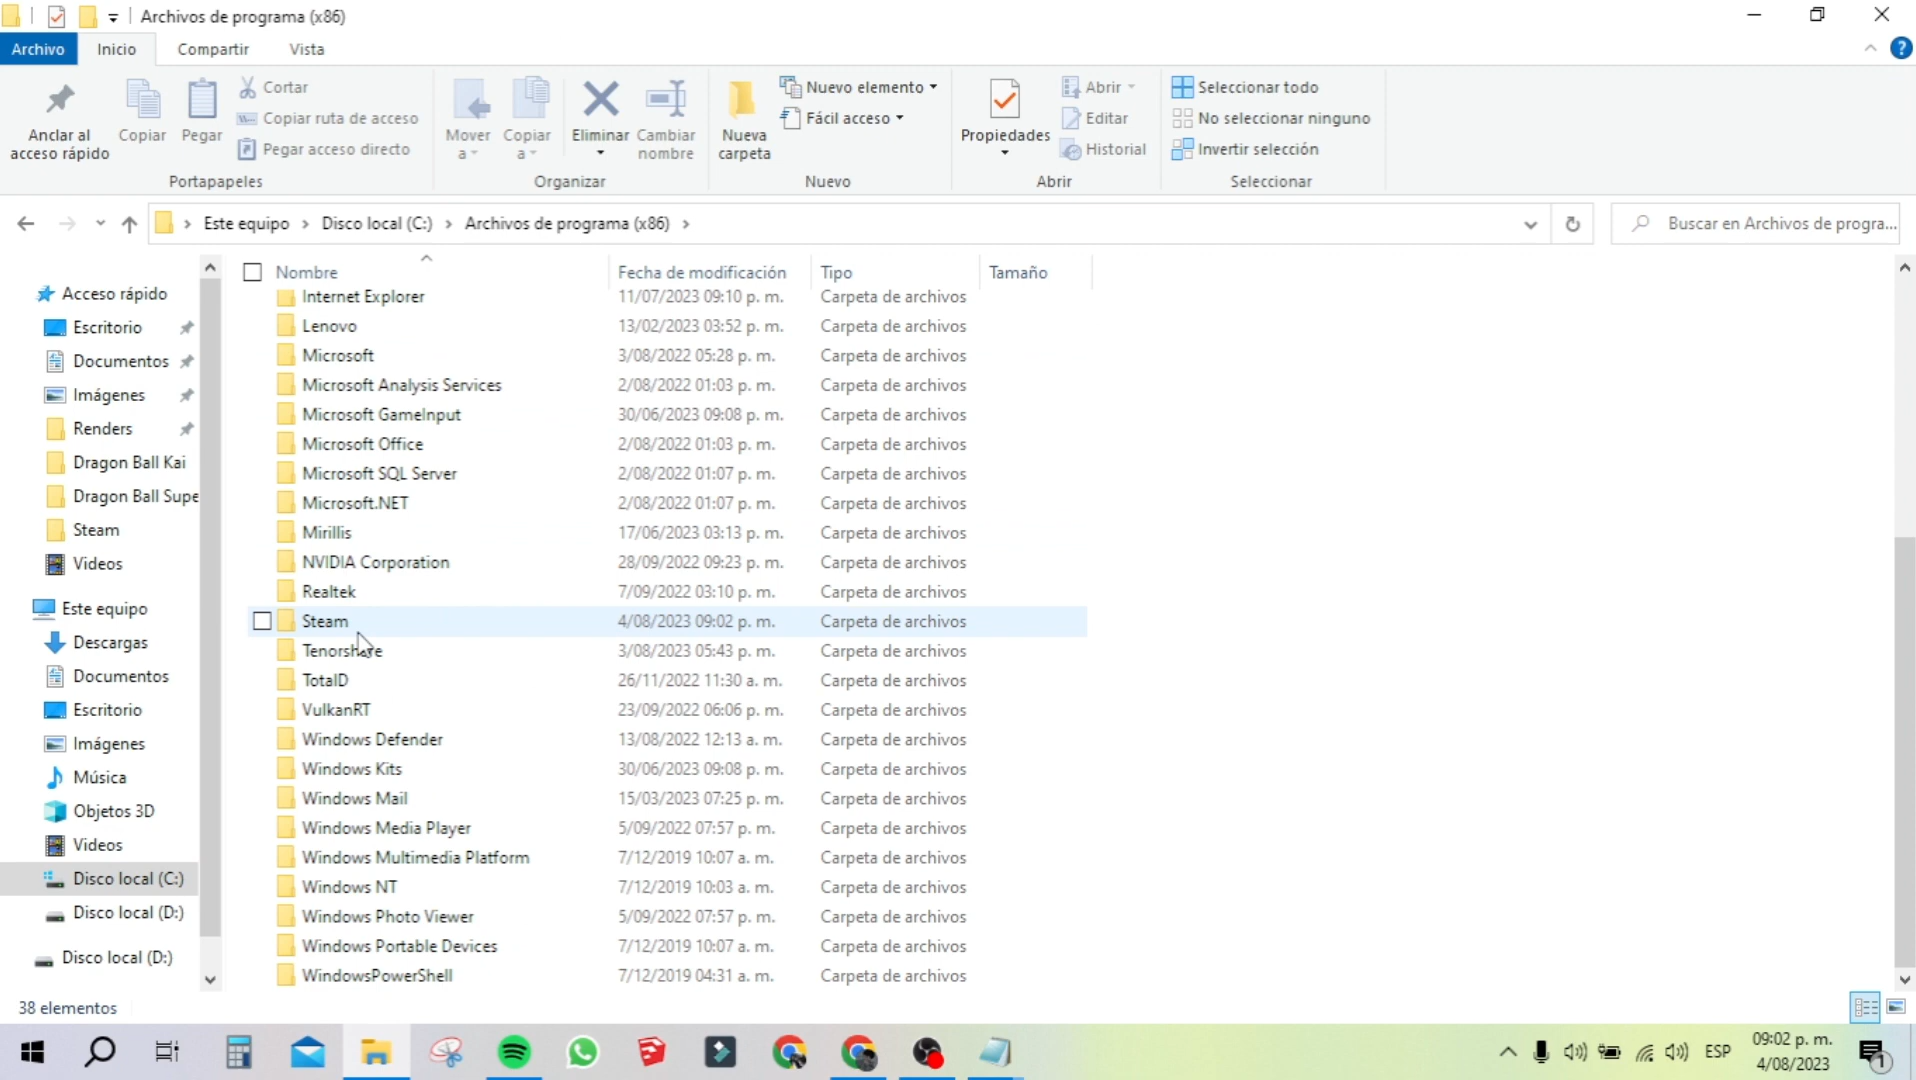 Archivos de programa (x86)
Archivo Inicio Compartir Vista
Anclar al acceso rápido
Copiar
Pegar
Cortar
Copiar ruta de acceso
Pegar acceso directo
Portapapeles
Mover a
Copiar a
Eliminar
Cambiar nombre
Organizar
Nueva carpeta
Nuevo elemento
Fácil acceso
Nuevo
Propiedades
Abrir
Editar
Historial
Abrir
Seleccionar todo
No seleccionar ninguno
Invertir selección
Seleccionar
Este equipo > Disco local (C:) > Archivos de programa (x86) >
Buscar en Archivos de progra...
Acceso rápido
Escritorio
Documentos
Imágenes
Renders
Dragon Ball Kai
Dragon Ball Supe
Steam
Videos
Este equipo
Descargas
Documentos
Escritorio
Imágenes
Música
Objetos 3D
Videos
Disco local (C:)
Disco local (D:)
Disco local (D:)
Nombre Fecha de modificación Tipo Tamaño
Internet Explorer 11/07/2023 09:10 p. m. Carpeta de archivos
Lenovo 13/02/2023 03:52 p. m. Carpeta de archivos
Microsoft 3/08/2022 05:28 p. m. Carpeta de archivos
Microsoft Analysis Services 2/08/2022 01:03 p. m. Carpeta de archivos
Microsoft GameInput 30/06/2023 09:08 p. m. Carpeta de archivos
Microsoft Office 2/08/2022 01:03 p. m. Carpeta de archivos
Microsoft SQL Server 2/08/2022 01:07 p. m. Carpeta de archivos
Microsoft.NET 2/08/2022 01:07 p. m. Carpeta de archivos
Mirillis 17/06/2023 03:13 p. m. Carpeta de archivos
NVIDIA Corporation 28/09/2022 09:23 p. m. Carpeta de archivos
Realtek 7/09/2022 03:10 p. m. Carpeta de archivos
Steam 4/08/2023 09:02 p. m. Carpeta de archivos
Tenorshare 3/08/2023 05:43 p. m. Carpeta de archivos
TotalD 26/11/2022 11:30 a. m. Carpeta de archivos
VulkanRT 23/09/2022 06:06 p. m. Carpeta de archivos
Windows Defender 13/08/2022 12:13 a. m. Carpeta de archivos
Windows Kits 30/06/2023 09:08 p. m. Carpeta de archivos
Windows Mail 15/03/2023 07:25 p. m. Carpeta de archivos
Windows Media Player 5/09/2022 07:57 p. m. Carpeta de archivos
Windows Multimedia Platform 7/12/2019 10:07 a. m. Carpeta de archivos
Windows NT 7/12/2019 10:03 a. m. Carpeta de archivos
Windows Photo Viewer 5/09/2022 07:57 p. m. Carpeta de archivos
Windows Portable Devices 7/12/2019 10:07 a. m. Carpeta de archivos
WindowsPowerShell 7/12/2019 04:31 a. m. Carpeta de archivos
38 elementos
ESP
09:02 p. m.
4/08/2023
1